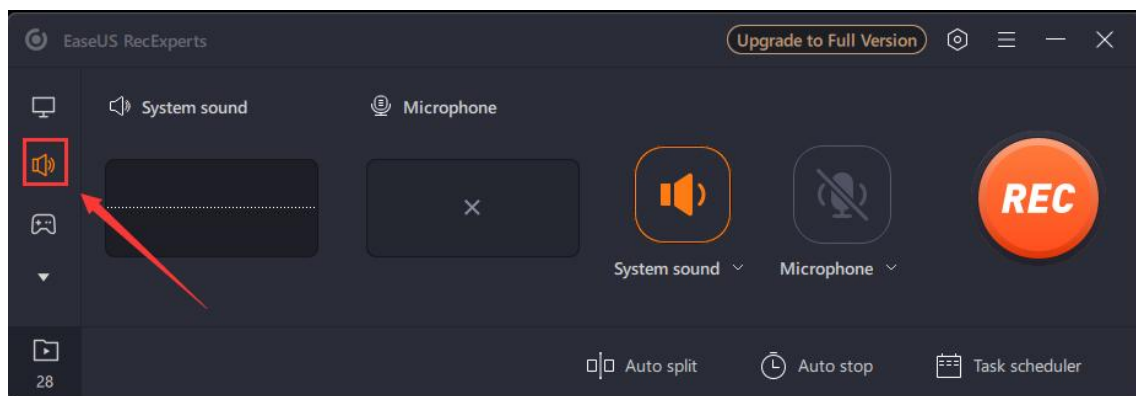 EaseUS RecExperts
Upgrade to Full Version
System sound
Microphone
REC
System sound
Microphone
28
Auto split
Auto stop
Task scheduler